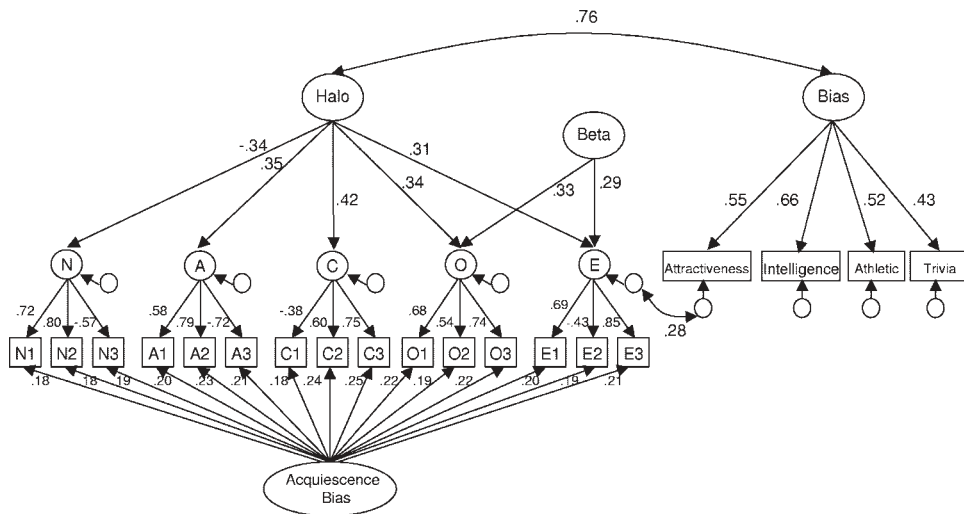 .76
Halo
Bias
Beta
-.34
.35
.42
.34
.31
.33
.29
.55
.66
.52
.43
N
A
C
O
E
Attractiveness
Intelligence
Athletic
Trivia
.72
.80
-.57
.58
.79
-.72
-.38
.60
.75
.68
.54
.74
.69
-.43
.85
.28
N1
N2
N3
A1
A2
A3
C1
C2
C3
O1
O2
O3
E1
E2
E3
.18
.18
.19
.20
.23
.21
.18
.24
.25
.22
.19
.22
.20
.19
.21
Acquiescence
Bias